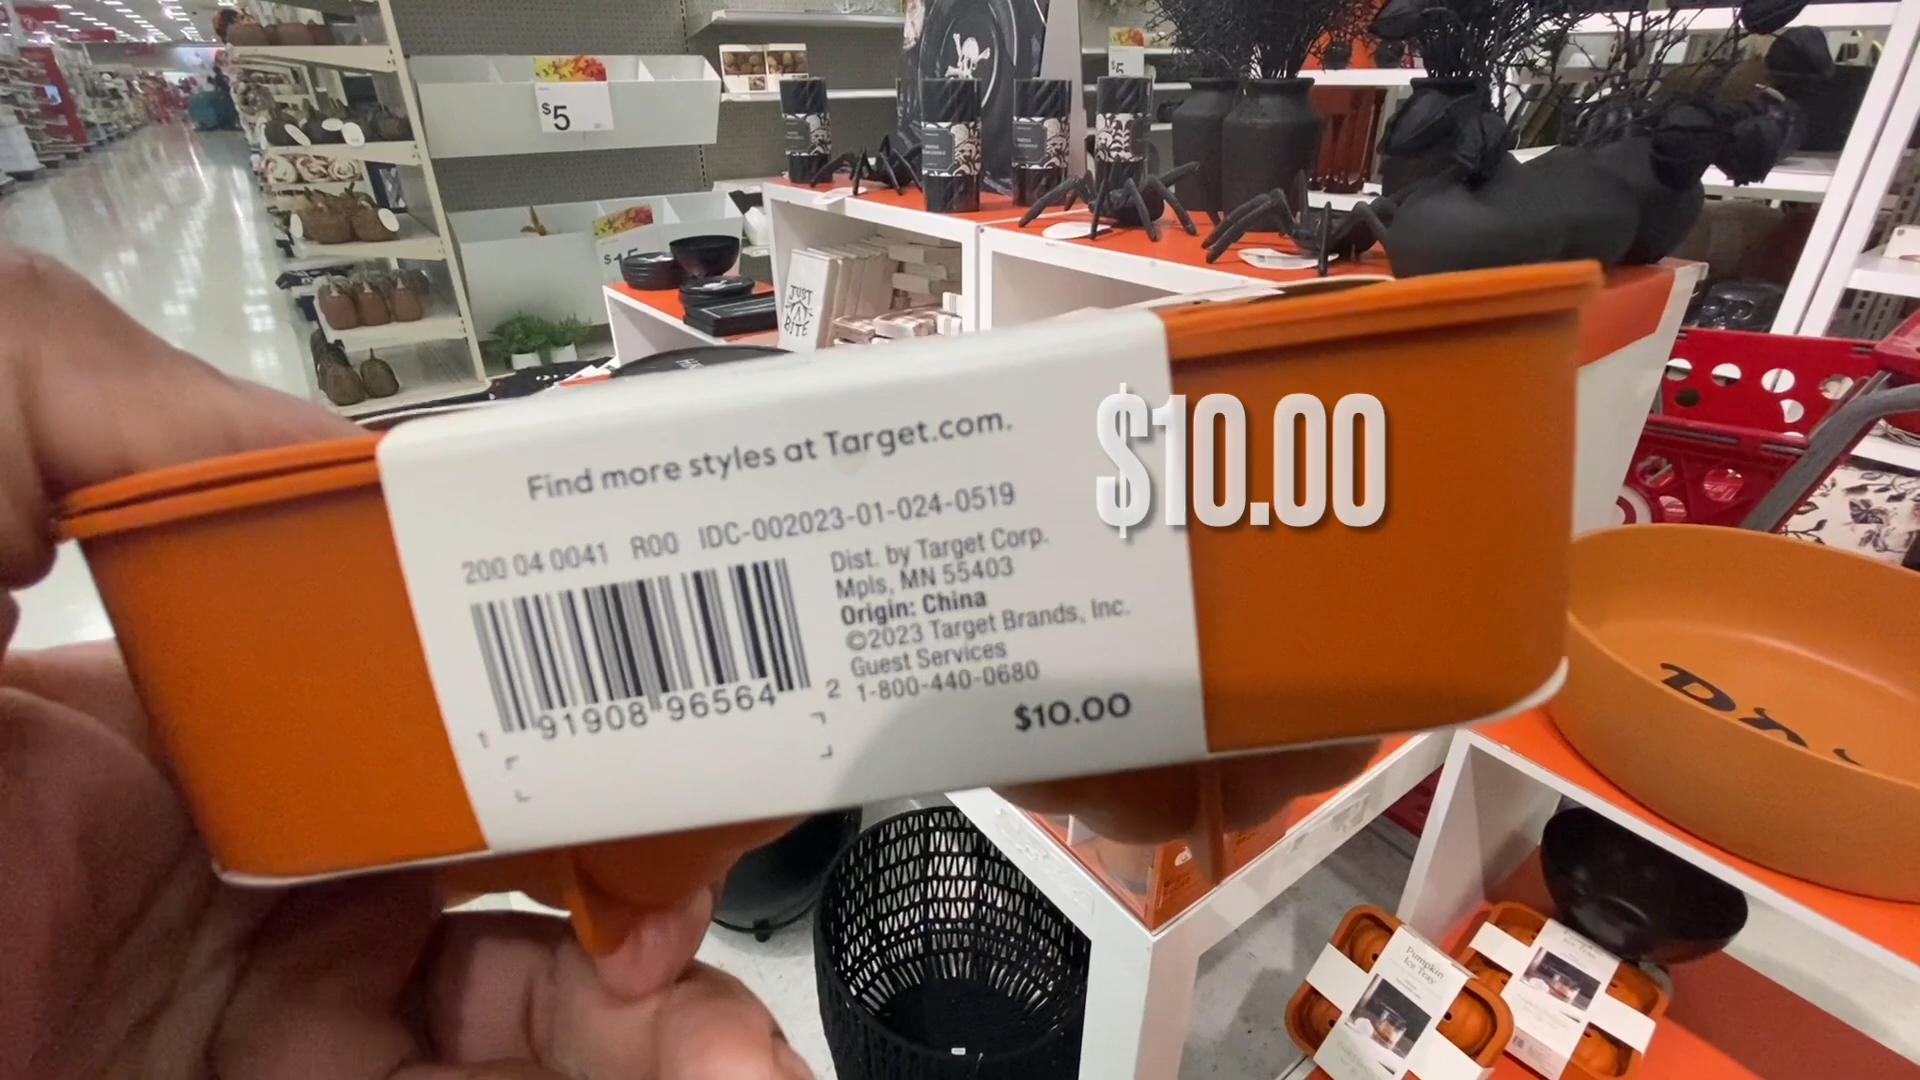 $5
$5
JUST
A
BITE
Find more styles at Target.com.
$10.00
200 04 0041 R00 IDC-002023-01-024-0519
Dist. by Target Corp.
Mpls, MN 55403
Origin: China
©2023 Target Brands, Inc.
Guest Services
1-800-440-0680
1 91908 96564 2
$10.00
Pumpkin
Ice Tray